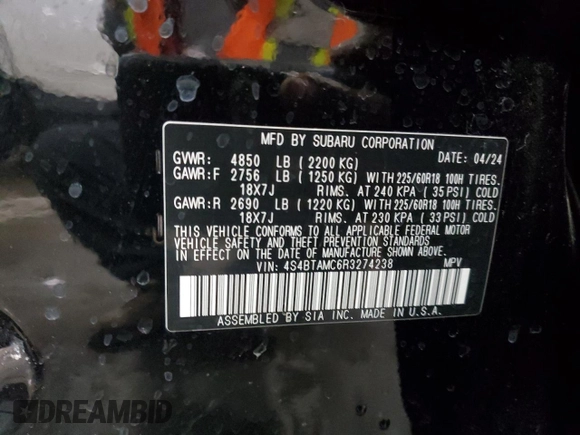 MFD BY SUBARU CORPORATION
GVWR: 4850 LB ( 2200 KG) DATE: 04/24
GAWR:F 2756 LB ( 1250 KG) WITH 225/60R18 100H TIRES.
18X7J RIMS. AT 240 KPA ( 35 PSI) COLD
GAWR:R 2690 LB ( 1220 KG) WITH 225/60R18 100H TIRES.
18X7J RIMS. AT 230 KPA ( 33 PSI) COLD
THIS VEHICLE CONFORMS TO ALL APPLICABLE FEDERAL MOTOR
VEHICLE SAFETY AND THEFT PREVENTION STANDARDS
IN EFFECT ON THE DATE OF MANUFACTURE SHOWN ABOVE.
VIN: 4S4BTAMC6R3274238 MPV
ASSEMBLED BY SIA INC. MADE IN U.S.A.
DREAMBID